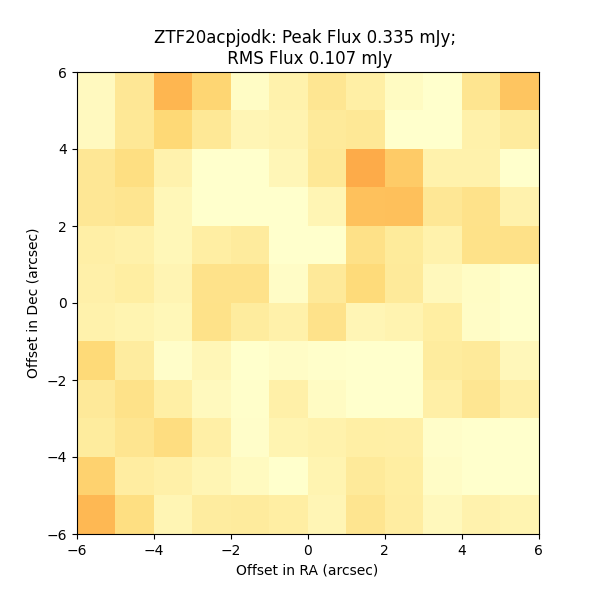 ZTF20acpjodk: Peak Flux 0.335 mJy;
RMS Flux 0.107 mJy
6
4
2
0
−2
−4
−6
Offset in Dec (arcsec)
−6 −4 −2 0 2 4 6
Offset in RA (arcsec)